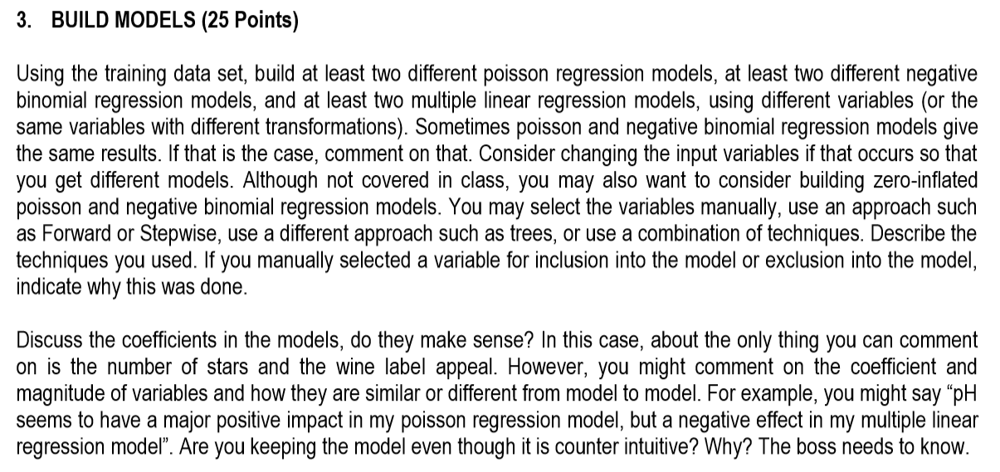 3. BUILD MODELS (25 Points)
Using the training data set, build at least two different poisson regression models, at least two different negative
binomial regression models, and at least two multiple linear regression models, using different variables (or the
same variables with different transformations). Sometimes poisson and negative binomial regression models give
the same results. If that is the case, comment on that. Consider changing the input variables if that occurs so that
you get different models. Although not covered in class, you may also want to consider building zero-inflated
poisson and negative binomial regression models. You may select the variables manually, use an approach such
as Forward or Stepwise, use a different approach such as trees, or use a combination of techniques. Describe the
techniques you used. If you manually selected a variable for inclusion into the model or exclusion into the model,
indicate why this was done.
Discuss the coefficients in the models, do they make sense? In this case, about the only thing you can comment
on is the number of stars and the wine label appeal. However, you might comment on the coefficient and
magnitude of variables and how they are similar or different from model to model. For example, you might say “pH
seems to have a major positive impact in my poisson regression model, but a negative effect in my multiple linear
regression model”. Are you keeping the model even though it is counter intuitive? Why? The boss needs to know.